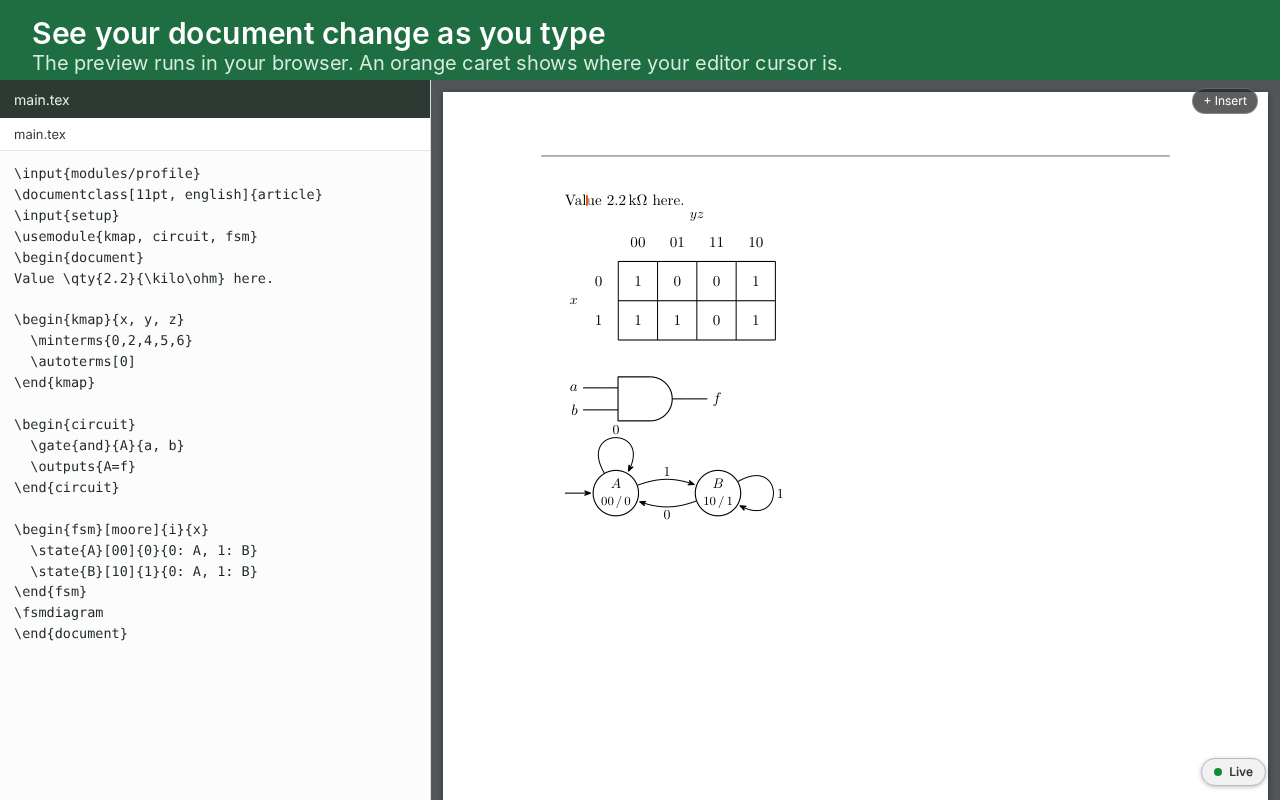 See your document change as you type
The preview runs in your browser. An orange caret shows where your editor cursor is.
main.tex
main.tex
\input{modules/profile}
\documentclass[11pt, english]{article}
\input{setup}
\usemodule{kmap, circuit, fsm}
\begin{document}
Value \qty{2.2}{\kilo\ohm} here.
\begin{kmap}{x, y, z}
  \minterms{0,2,4,5,6}
  \autoterms[0]
\end{kmap}
\begin{circuit}
  \gate{and}{A}{a, b}
  \outputs{A=f}
\end{circuit}
\begin{fsm}[moore]{i}{x}
  \state{A}[00]{0}{0: A, 1: B}
  \state{B}[10]{1}{0: A, 1: B}
\end{fsm}
\fsmdiagram
\end{document}
+ Insert
Value 2.2 kΩ here.
yz
00 01 11 10
0 1 0 0 1
x
1 1 1 0 1
a
f
b
0
1
A B
1
00 / 0 10 / 1
0
Live